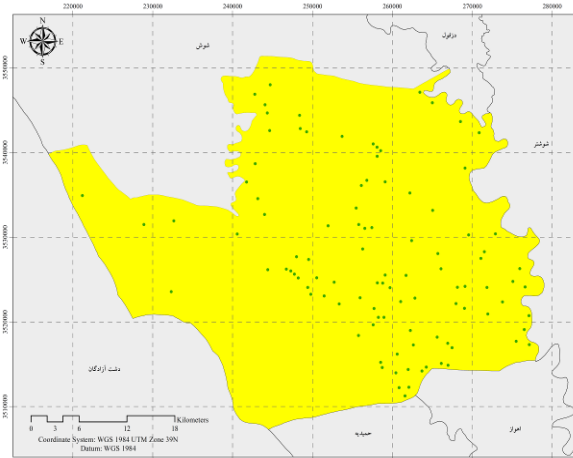 220000 230000 240000 250000 260000 270000 280000
N
W E
S
شوش
دزفول
3550000
3540000
شوشتر
3530000
3520000
دشت آزادگان
3510000
0 3 6 12 18
Kilometers
Coordinate System: WGS 1984 UTM Zone 39N
Datum: WGS 1984
حمیدیه
اهواز